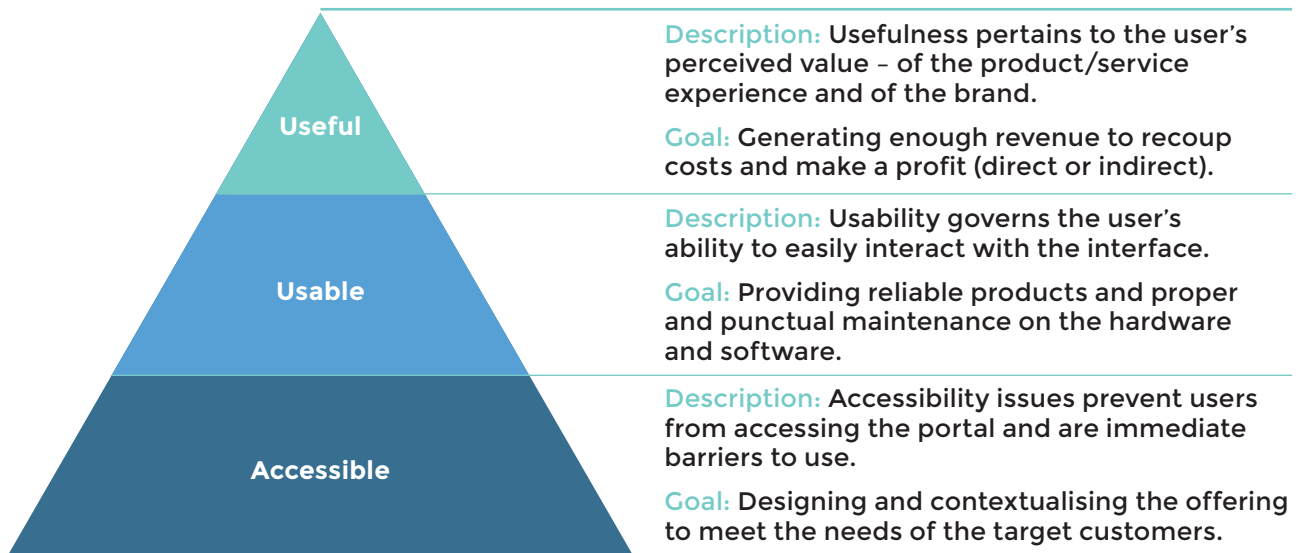 Useful
Description: Usefulness pertains to the user’s
perceived value – of the product/service
experience and of the brand.
Goal: Generating enough revenue to recoup
costs and make a profit (direct or indirect).
Usable
Description: Usability governs the user’s
ability to easily interact with the interface.
Goal: Providing reliable products and proper
and punctual maintenance on the hardware
and software.
Accessible
Description: Accessibility issues prevent users
from accessing the portal and are immediate
barriers to use.
Goal: Designing and contextualising the offering
to meet the needs of the target customers.